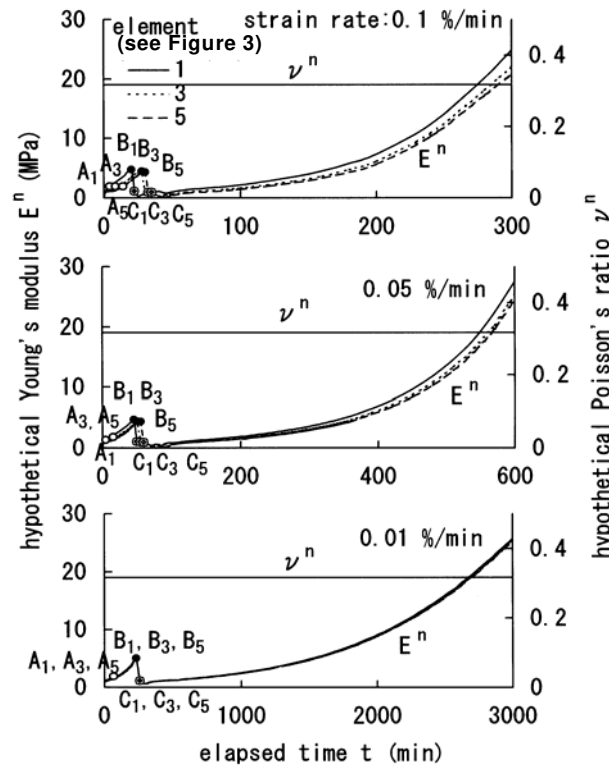 element
(see Figure 3)
1
3
5
strain rate:0.1 %/min
ν^n
E^n
A₁ A₃ B₁ B₃ B₅
A₅ C₁ C₃ C₅
30
20
10
0
0.4
0.2
0
0 100 200 300
0.05 %/min
ν^n
E^n
B₁ B₃
A₃, A₅ B₅
A₁ C₁ C₃ C₅
30
20
10
0
0.4
0.2
0
0 200 400 600
0.01 %/min
ν^n
E^n
B₁, B₃, B₅
A₁, A₃, A₅
C₁, C₃, C₅
30
20
10
0
0.4
0.2
0
0 1000 2000 3000
elapsed time t (min)
hypothetical Young's modulus E^n (MPa)
hypothetical Poisson's ratio ν^n